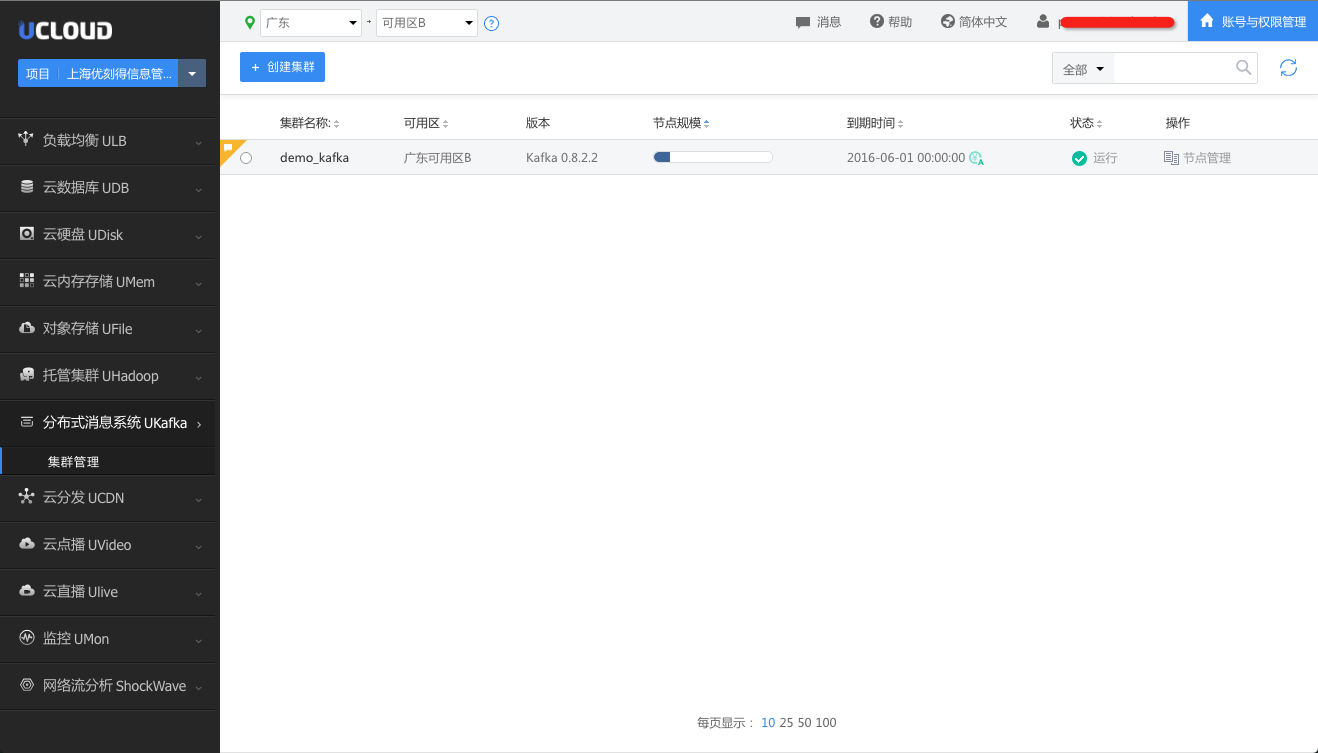 UCLOUD
项目 上海优刻得信息管...
广东 - 可用区B ?
消息 帮助 简体中文 账号与权限管理
+ 创建集群
全部
集群名称: 可用区 版本 节点规模 到期时间 状态 操作
demo_kafka 广东可用区B Kafka 0.8.2.2 2016-06-01 00:00:00 A 运行 节点管理
负载均衡 ULB
云数据库 UDB
云硬盘 UDisk
云内存存储 UMem
对象存储 UFile
托管集群 UHadoop
分布式消息系统 UKafka
集群管理
云分发 UCDN
云点播 UVideo
云直播 Ulive
监控 UMon
网络流分析 ShockWave
每页显示： 10 25 50 100